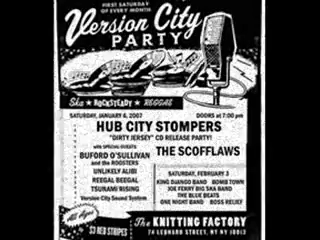 FIRST SATURDAY
OF EVERY MONTH
Version City
PARTY
Ska ★ ROCKSTEADY ★ REGGAE
SATURDAY, JANUARY 6, 2007 DOORS at 7:00 pm
HUB CITY STOMPERS
"DIRTY JERSEY" CD RELEASE PARTY!
with SPECIAL GUESTS
BUFORD O'SULLIVAN
and the ROOSTERS
UNLIKELY ALIBI
REEGAL BEEGAL
TSUNAMI RISING
Version City Sound System
THE SCOFFLAWS
SATURDAY, FEBRUARY 3
KING DJANGO BAND BOMB TOWN
JOE FERRY BIG SKA BAND
THE BLUE BEATS
ONE NIGHT BAND BOSS RELIEF
All Ages
$3 RED STRIPES
The KNITTING FACTORY
74 LEONARD STREET, NY NY 10013